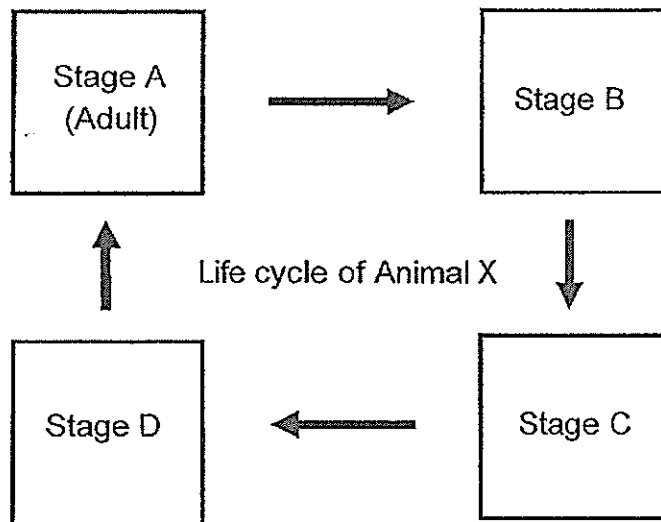 Stage A
(Adult)
Stage B
Life cycle of Animal X
Stage D
Stage C